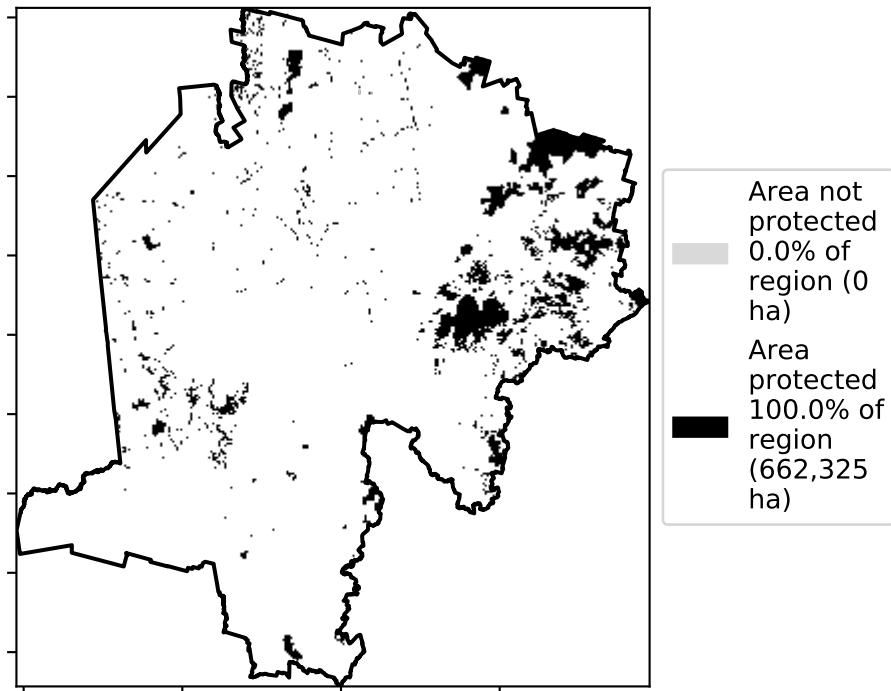 Area not
protected
0.0% of
region (0
ha)
Area
protected
100.0% of
region
(662,325
ha)